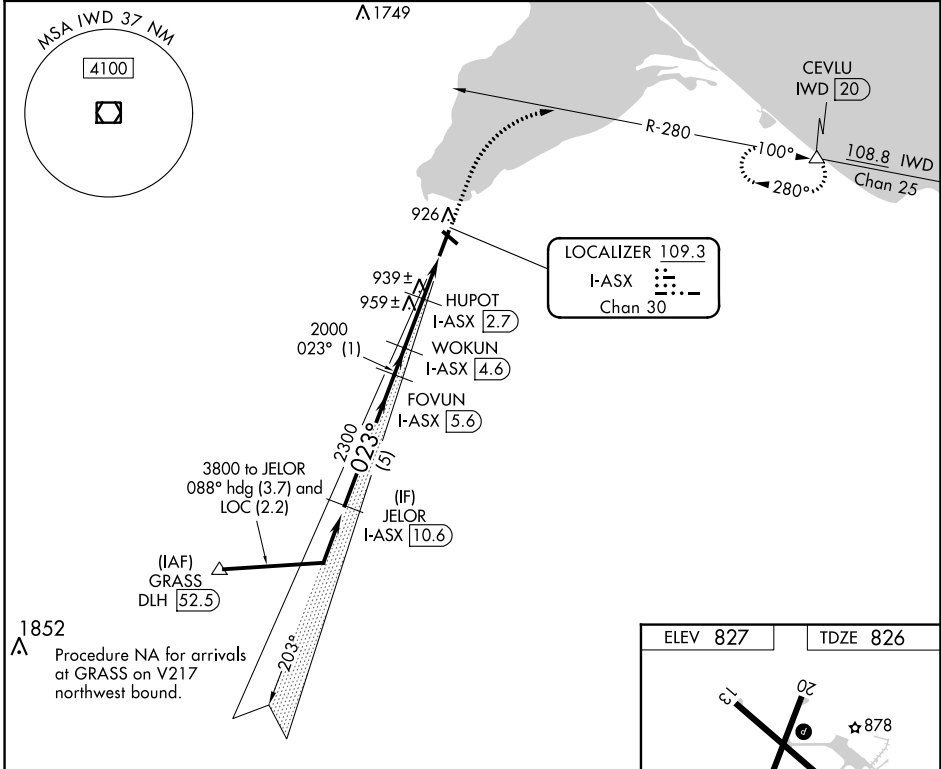 MSA IWD 37 NM
4100
1749
CEVLU
IWD 20
R-280
100°
280°
108.8 IWD
Chan 25
926
LOCALIZER 109.3
I-ASX
Chan 30
939±
959±
HUPOT
I-ASX 2.7
2000
023° (1)
WOKUN
I-ASX 4.6
FOVUN
I-ASX 5.6
2300
023°
(5)
3800 to JELOR
088° hdg (3.7) and
LOC (2.2)
(IF)
JELOR
I-ASX 10.6
(IAF)
GRASS
DLH 52.5
203°
1852
Procedure NA for arrivals
at GRASS on V217
northwest bound.
ELEV 827
TDZE 826
13
20
P
878